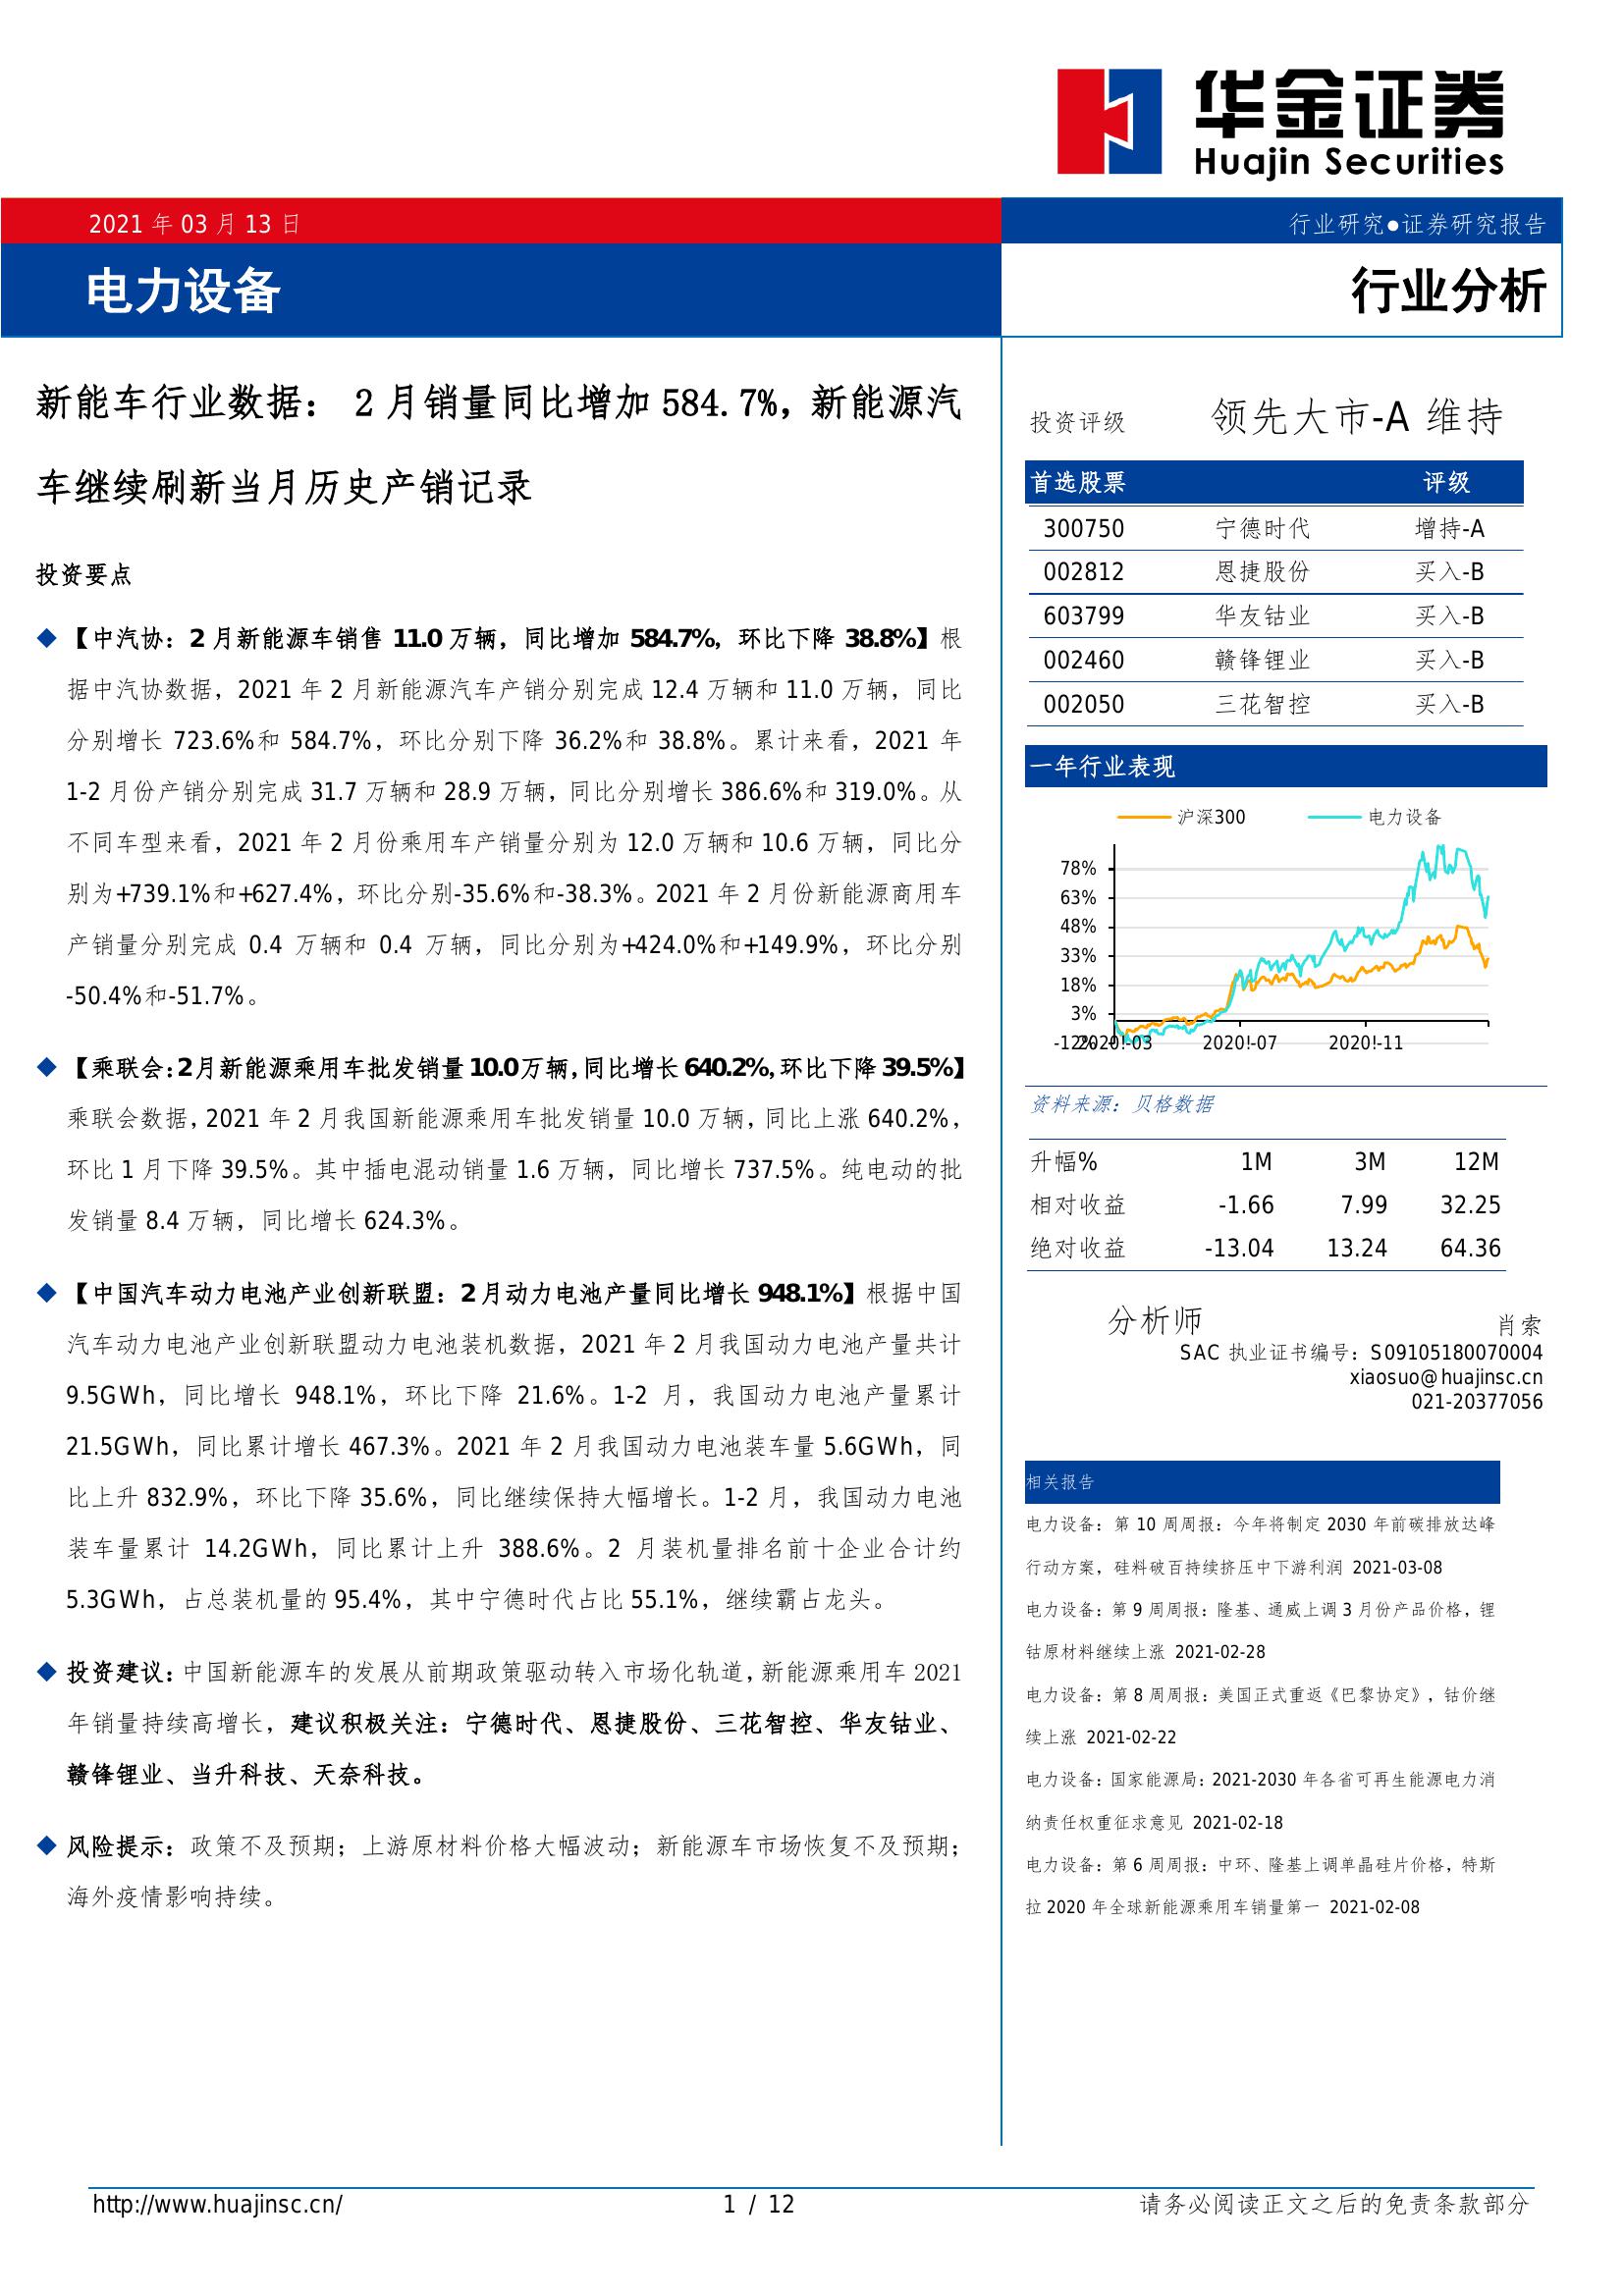 华金证券
Huajin Securities
2021 年 03 月 13 日
行业研究●证券研究报告
电力设备
行业分析
新能车行业数据： 2 月销量同比增加 584.7%，新能源汽
车继续刷新当月历史产销记录
投资要点
◆ 【中汽协：2 月新能源车销售 11.0 万辆，同比增加 584.7%，环比下降 38.8%】根
据中汽协数据，2021 年 2 月新能源汽车产销分别完成 12.4 万辆和 11.0 万辆，同比
分别增长 723.6%和 584.7%，环比分别下降 36.2%和 38.8%。累计来看，2021 年
1-2 月份产销分别完成 31.7 万辆和 28.9 万辆，同比分别增长 386.6%和 319.0%。从
不同车型来看，2021 年 2 月份乘用车产销量分别为 12.0 万辆和 10.6 万辆，同比分
别为+739.1%和+627.4%，环比分别-35.6%和-38.3%。2021 年 2 月份新能源商用车
产销量分别完成 0.4 万辆和 0.4 万辆，同比分别为+424.0%和+149.9%，环比分别
-50.4%和-51.7%。
◆ 【乘联会：2月新能源乘用车批发销量 10.0万辆，同比增长 640.2%，环比下降 39.5%】
乘联会数据，2021 年 2 月我国新能源乘用车批发销量 10.0 万辆，同比上涨 640.2%，
环比 1 月下降 39.5%。其中插电混动销量 1.6 万辆，同比增长 737.5%。纯电动的批
发销量 8.4 万辆，同比增长 624.3%。
◆ 【中国汽车动力电池产业创新联盟：2 月动力电池产量同比增长 948.1%】根据中国
汽车动力电池产业创新联盟动力电池装机数据，2021 年 2 月我国动力电池产量共计
9.5GWh，同比增长 948.1%，环比下降 21.6%。1-2 月，我国动力电池产量累计
21.5GWh，同比累计增长 467.3%。2021 年 2 月我国动力电池装车量 5.6GWh，同
比上升 832.9%，环比下降 35.6%，同比继续保持大幅增长。1-2 月，我国动力电池
装车量累计 14.2GWh，同比累计上升 388.6%。2 月装机量排名前十企业合计约
5.3GWh，占总装机量的 95.4%，其中宁德时代占比 55.1%，继续霸占龙头。
◆ 投资建议：中国新能源车的发展从前期政策驱动转入市场化轨道，新能源乘用车 2021
年销量持续高增长，建议积极关注：宁德时代、恩捷股份、三花智控、华友钴业、
赣锋锂业、当升科技、天奈科技。
◆ 风险提示：政策不及预期；上游原材料价格大幅波动；新能源车市场恢复不及预期；
海外疫情影响持续。
投资评级 领先大市-A 维持
首选股票 评级
300750 宁德时代 增持-A
002812 恩捷股份 买入-B
603799 华友钴业 买入-B
002460 赣锋锂业 买入-B
002050 三花智控 买入-B
一年行业表现
沪深300 电力设备
78%
63%
48%
33%
18%
3%
-12%
2020!-03 2020!-07 2020!-11
资料来源：贝格数据
升幅% 1M 3M 12M
相对收益 -1.66 7.99 32.25
绝对收益 -13.04 13.24 64.36
分析师 肖索
SAC 执业证书编号：S09105180070004
xiaosuo@huajinsc.cn
021-20377056
相关报告
电力设备：第 10 周周报：今年将制定 2030 年前碳排放达峰
行动方案，硅料破百持续挤压中下游利润 2021-03-08
电力设备：第 9 周周报：隆基、通威上调 3 月份产品价格，锂
钴原材料继续上涨 2021-02-28
电力设备：第 8 周周报：美国正式重返《巴黎协定》，钴价继
续上涨 2021-02-22
电力设备：国家能源局：2021-2030 年各省可再生能源电力消
纳责任权重征求意见 2021-02-18
电力设备：第 6 周周报：中环、隆基上调单晶硅片价格，特斯
拉 2020 年全球新能源乘用车销量第一 2021-02-08
http://www.huajinsc.cn/ 1 / 12 请务必阅读正文之后的免责条款部分